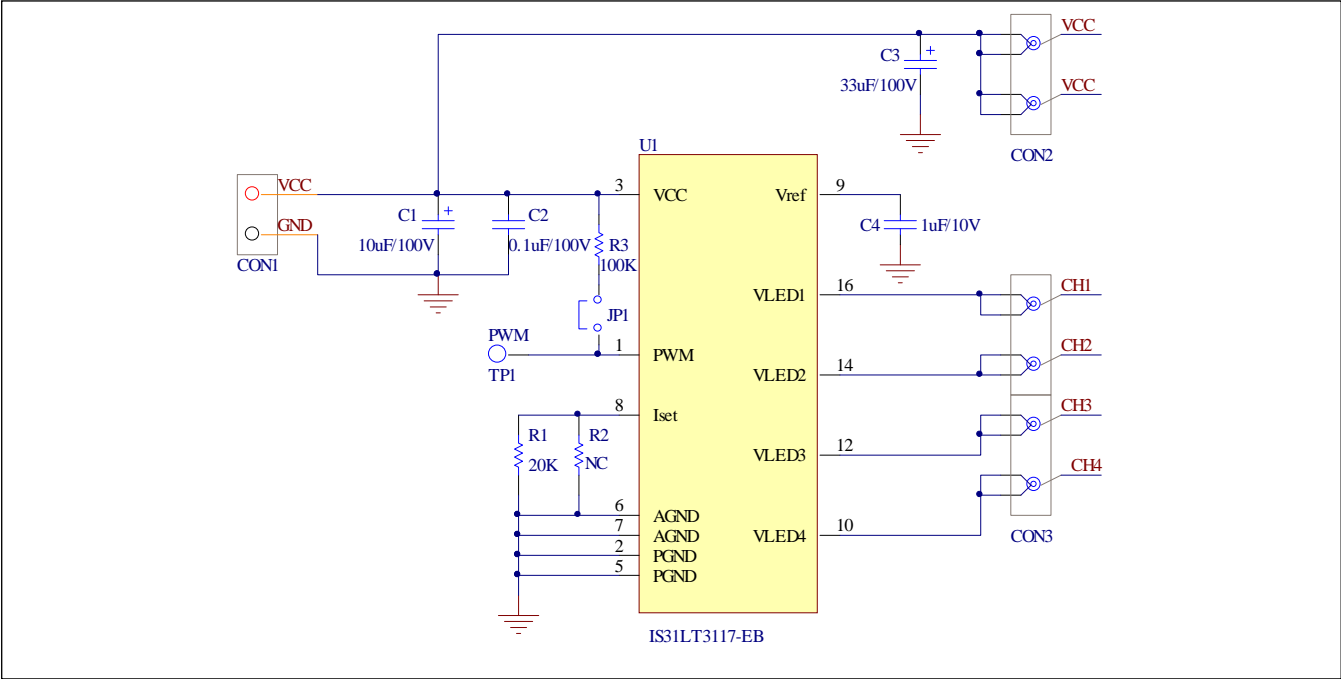 VCC
C3
+
33uF/100V
VCC
CON2
U1
VCC
3
VCC
Vref
9
C1
+
C2
GND
10uF/100V
0.1uF/100V
R3
C4
1uF/10V
CON1
100K
VLED1
16
CH1
JP1
PWM
1
PWM
CH2
TP1
VLED2
14
8
Iset
CH3
R1
R2
20K
NC
VLED3
12
CH4
6
AGND
7
AGND
VLED4
10
CON3
2
PGND
5
PGND
IS31LT3117-EB